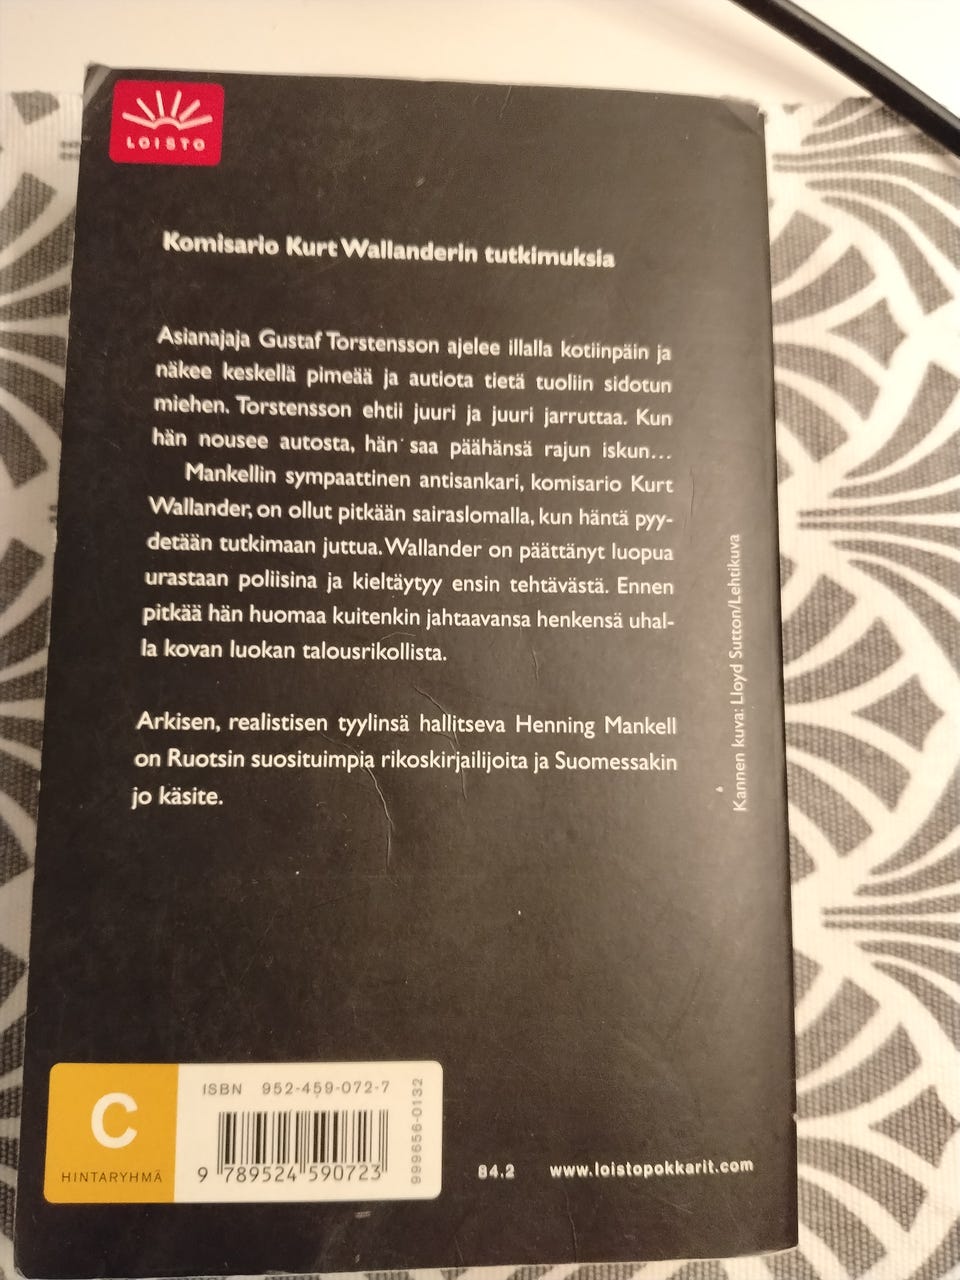 LOISTO
Komisario Kurt Wallanderin tutkimuksia
Asianajaja Gustaf Torstensson ajelee illalla kotiinpäin ja
näkee keskellä pimeää ja autiota tietä tuoliin sidotun
miehen. Torstensson ehtii juuri ja juuri jarruttaa. Kun
hän nousee autosta, hän saa päähänsä rajun iskun...
Mankellin sympaattinen antisankari, komisario Kurt
Wallander, on ollut pitkään sairaslomalla, kun häntä pyy-
detään tutkimaan juttua. Wallander on päättänyt luopua
urastaan poliisina ja kieltäytyy ensin tehtävästä. Ennen
pitkää hän huomaa kuitenkin jahtaavansa henkensä uhal-
la kovan luokan talousrikollista.
Arkisen, realistisen tyylinsä hallitseva Henning Mankell
on Ruotsin suosituimpia rikoskirjailijoita ja Suomessakin
jo käsite.
Kannen kuva: Lloyd Sutton/Lehtikuva
C
HINTARYHMÄ
ISBN 952-459-072-7
9 789524 590723
999656-0132
84.2
www.loistopokkarit.com